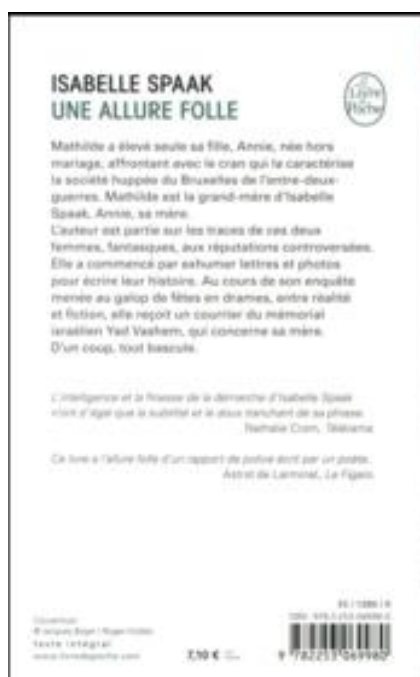 ISABELLE SPAAK
UNE ALLURE FOLLE
Le Livre de Poche
Mathilde a élevé seule sa fille, Annie, née hors
mariage, affrontant avec le cran qui la caractérise
la société huppée du Bruxelles de l'entre-deux-
guerres. Mathilde est la grand-mère d'Isabelle
Spaak, Annie, sa mère.
L'auteur est partie sur les traces de ces deux
femmes, fantasques, aux réputations controversées.
Elle a commencé par exhumer lettres et photos
pour écrire leur histoire. Au cours de son enquête
menée au galop de fêtes en drames, entre réalité
et fiction, elle reçoit un courrier du mémorial
israélien Yad Vashem, qui concerne sa mère.
D'un coup, tout bascule.
L'intelligence et la finesse de la démarche d'Isabelle Spaak
n'ont d'égal que la subtilité et le doux tranchant de sa phrase.
Nathalie Crom, Télérama
Ce livre a l'allure folle d'un rapport de police écrit par un poète.
Astrid de Larminat, Le Figaro
Couverture :
texte intégral
www.livredepoche.com
7,10 €
9 782253 069980